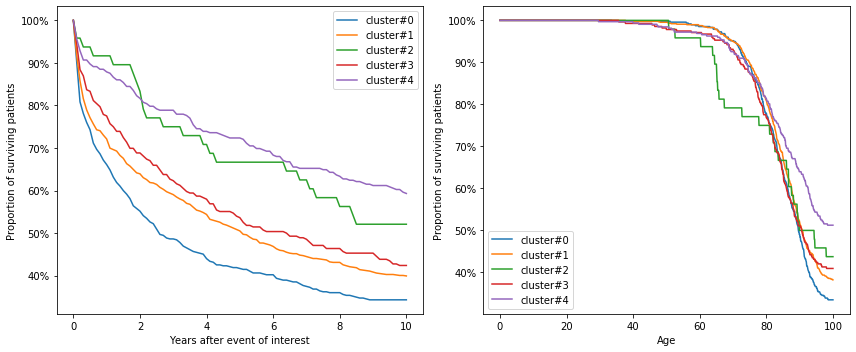 100%
90%
80%
70%
60%
50%
40%
Proportion of surviving patients
0
2
4
6
8
10
Years after event of interest
cluster#0
cluster#1
cluster#2
cluster#3
cluster#4
100%
90%
80%
70%
60%
50%
40%
Proportion of surviving patients
0
20
40
60
80
100
Age
cluster#0
cluster#1
cluster#2
cluster#3
cluster#4